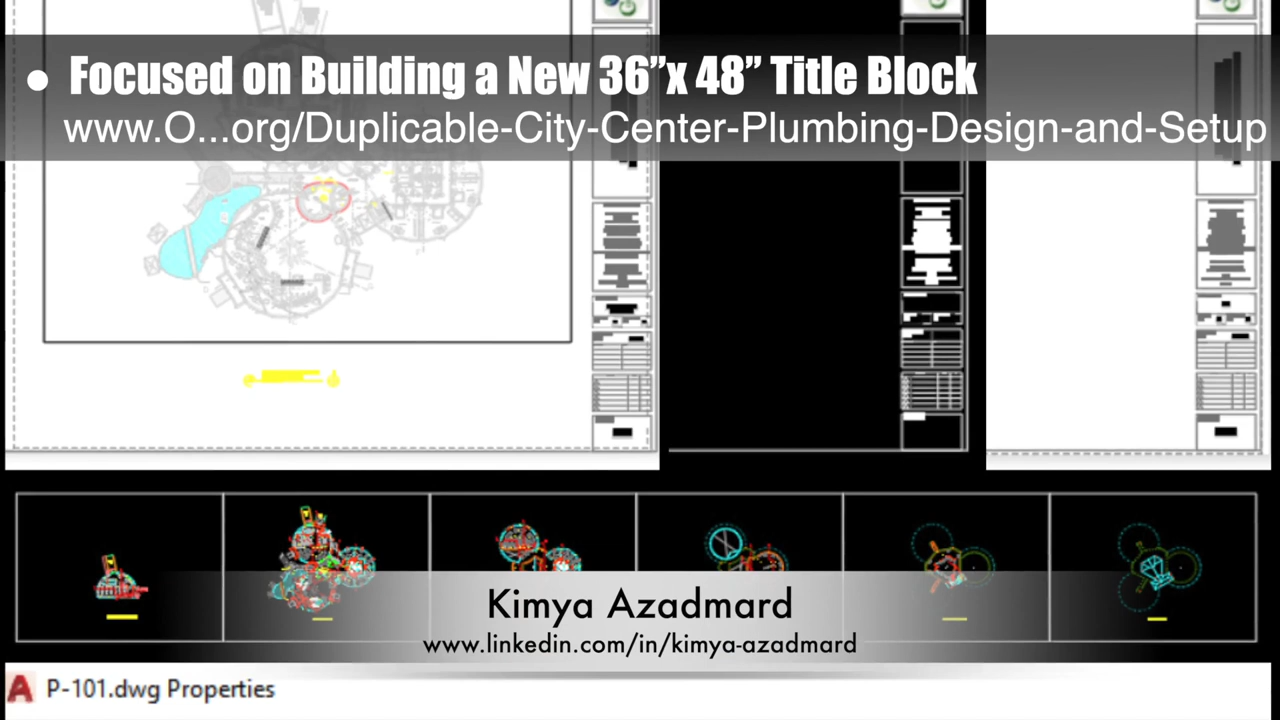 ● Focused on Building a New 36”x 48” Title Block
www.O...org/Duplicable-City-Center-Plumbing-Design-and-Setup
Kimya Azadmard
www.linkedin.com/in/kimya-azadmard
P-101.dwg Properties